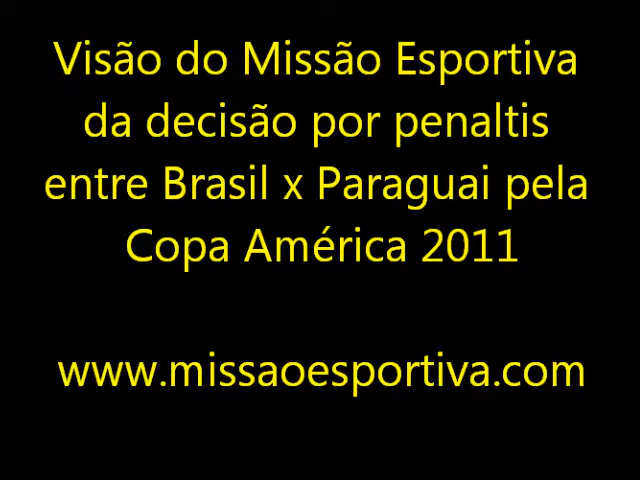 Visão do Missão Esportiva
da decisão por penaltis
entre Brasil x Paraguai pela
Copa América 2011
www.missaoesportiva.com